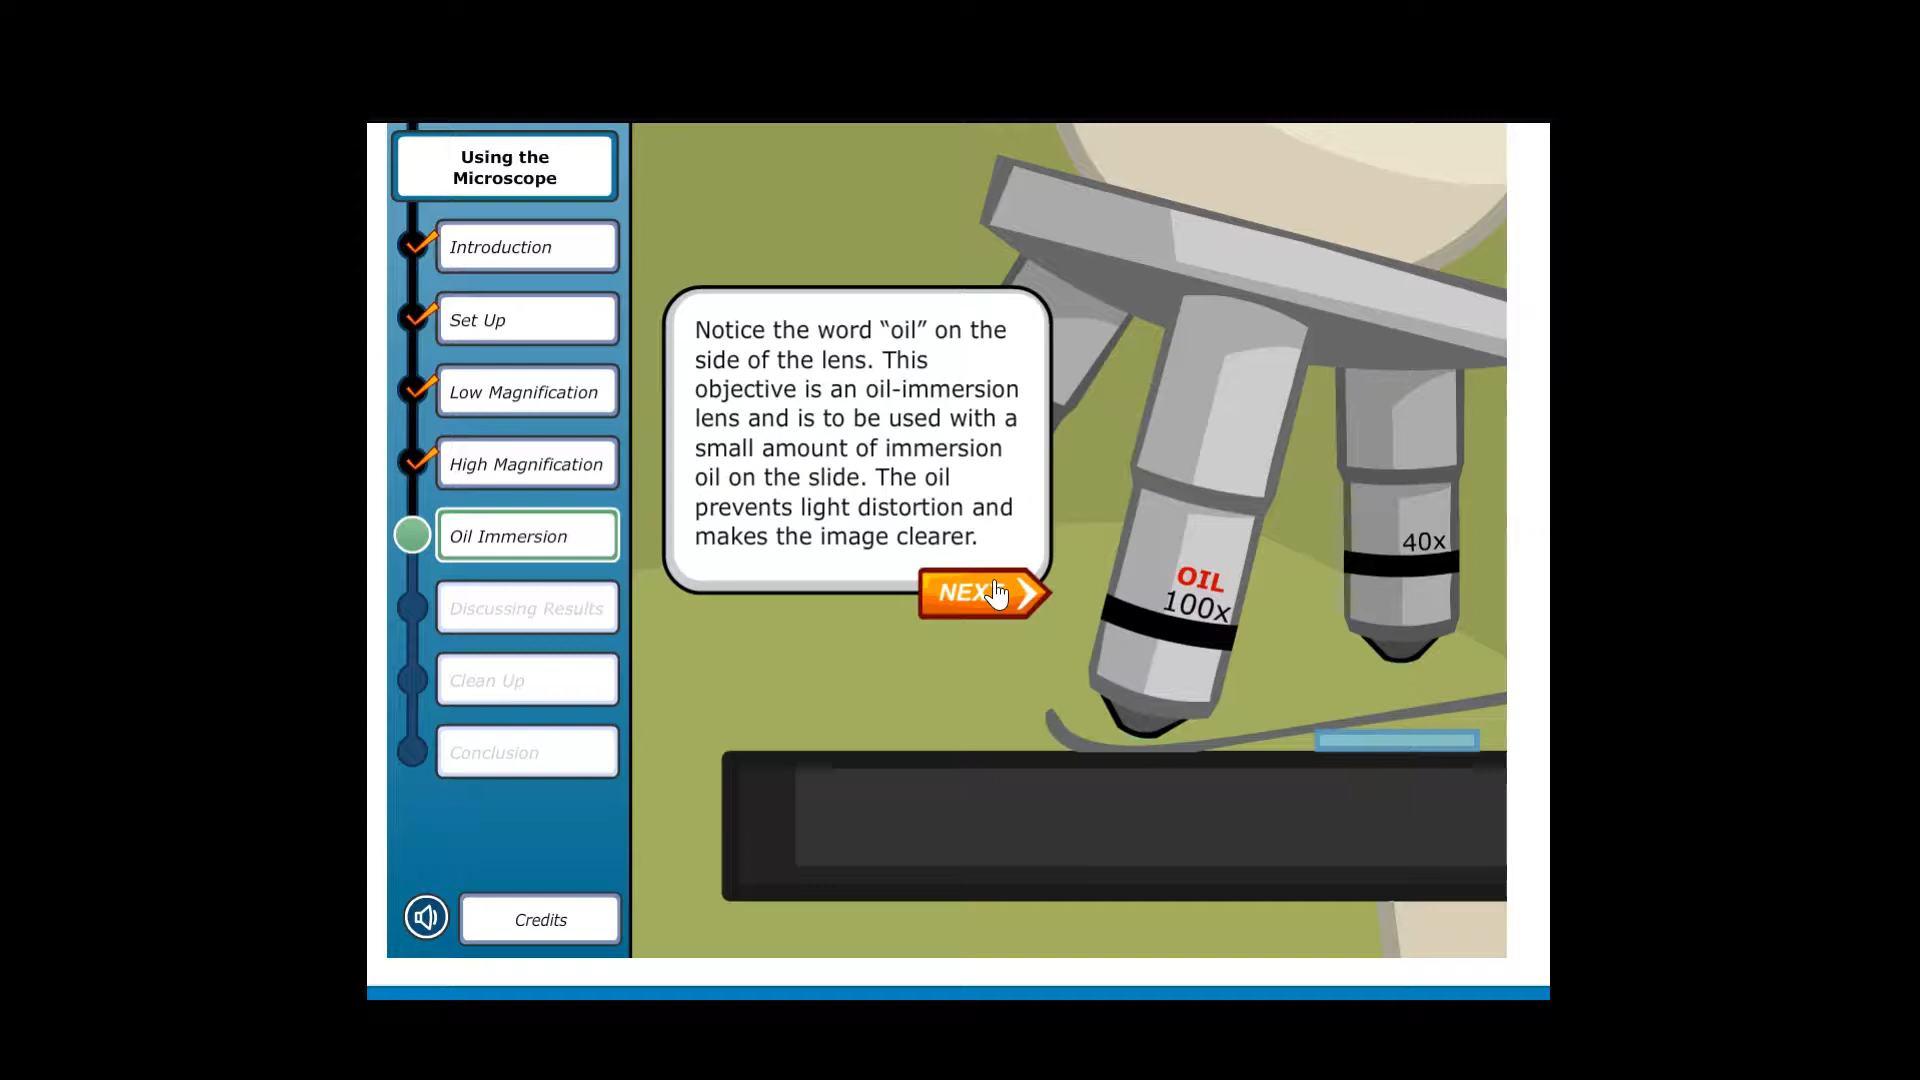 Using the
Microscope
Introduction
Set Up
Low Magnification
High Magnification
Oil Immersion
Discussing Results
Clean Up
Conclusion
Credits
Notice the word “oil” on the
side of the lens. This
objective is an oil-immersion
lens and is to be used with a
small amount of immersion
oil on the slide. The oil
prevents light distortion and
makes the image clearer.
NEXT
OIL
100x
40x